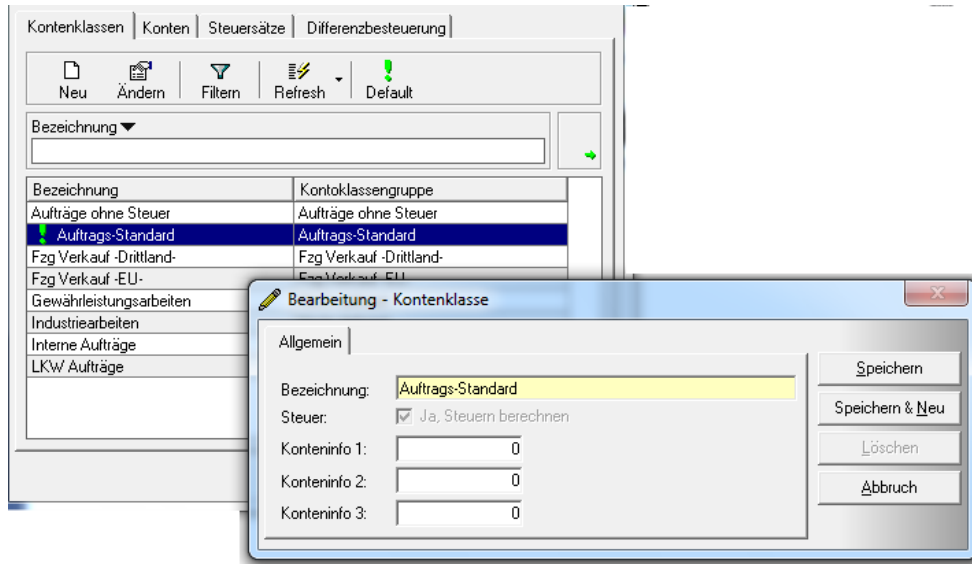 Kontenklassen Konten Steuersätze Differenzbesteuerung
Neu Ändern Filtern Refresh Default
Bezeichnung
Bezeichnung Kontoklassengruppe
Aufträge ohne Steuer Aufträge ohne Steuer
Auftrags-Standard Auftrags-Standard
Fzg Verkauf -Drittland- Fzg Verkauf -Drittland-
Fzg Verkauf -EU- Fzg Verkauf -EU-
Gewährleistungsarbeiten
Industriearbeiten
Interne Aufträge
LKW Aufträge
Bearbeitung - Kontenklasse
Allgemein
Bezeichnung: Auftrags-Standard
Steuer: Ja, Steuern berechnen
Konteninfo 1: 0
Konteninfo 2: 0
Konteninfo 3: 0
Speichern
Speichern & Neu
Löschen
Abbruch